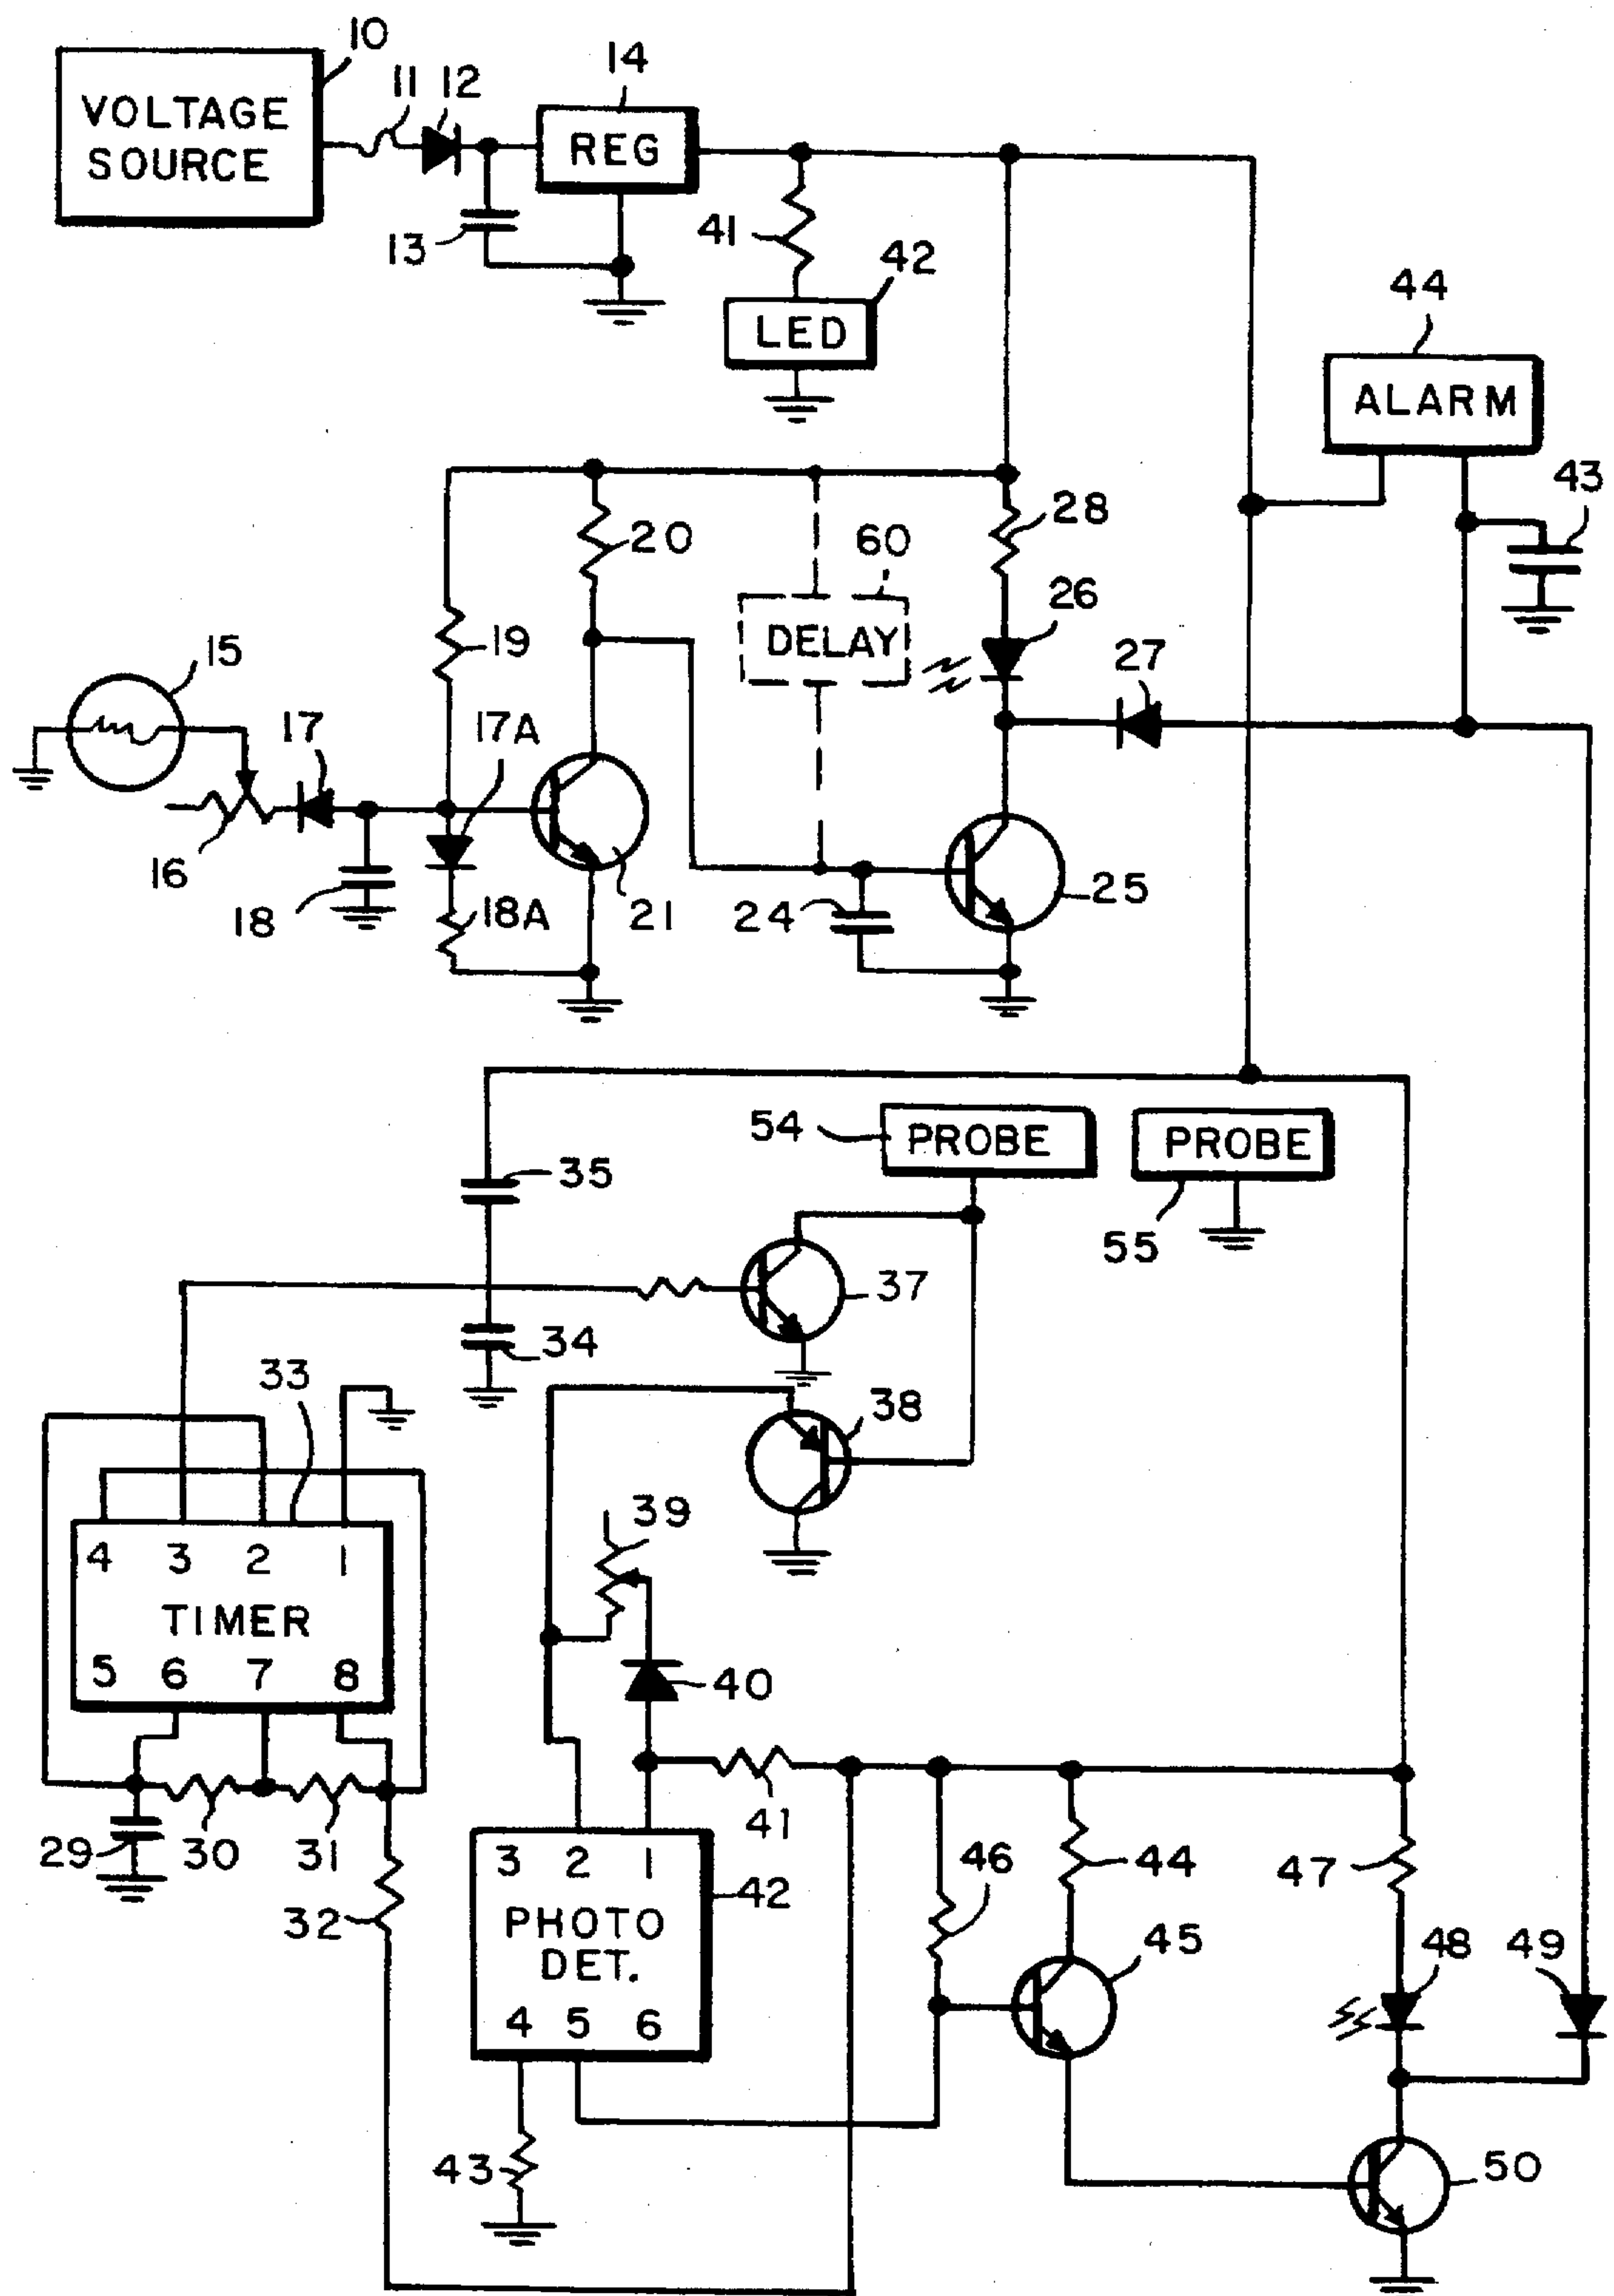 10
VOLTAGE
SOURCE
11
12
14
REG
13
41
42
LED
44
ALARM
43
20
60
28
26
DELAY
27
19
15
17
17A
16
18
18A
21
24
25
54
PROBE
PROBE
55
35
37
34
33
38
39
4 3 2 1
TIMER
5 6 7 8
40
41
29
30
31
32
3 2 1
42
PHOTO
DET.
4 5 6
46
44
47
45
48
49
43
50